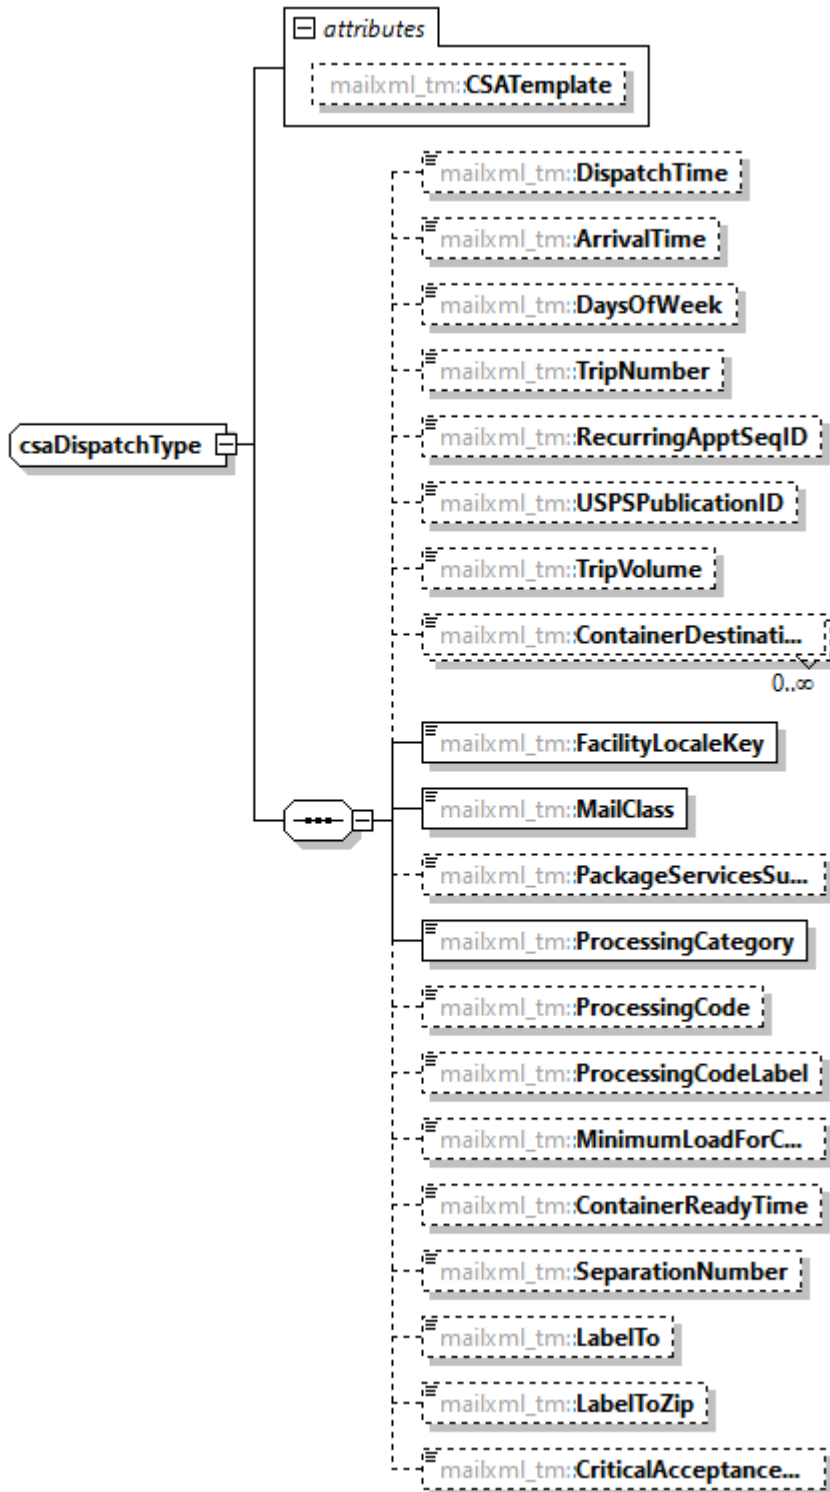 attributes
mailxml_tm::CSATemplate
mailxml_tm::DispatchTime
mailxml_tm::ArrivalTime
mailxml_tm::DaysOfWeek
mailxml_tm::TripNumber
csaDispatchType
mailxml_tm::RecurringApptSeqID
mailxml_tm::USPSPublicationID
mailxml_tm::TripVolume
mailxml_tm::ContainerDestinati...
0..∞
mailxml_tm::FacilityLocaleKey
mailxml_tm::MailClass
mailxml_tm::PackageServicesSu...
mailxml_tm::ProcessingCategory
mailxml_tm::ProcessingCode
mailxml_tm::ProcessingCodeLabel
mailxml_tm::MinimumLoadForC...
mailxml_tm::ContainerReadyTime
mailxml_tm::SeparationNumber
mailxml_tm::LabelTo
mailxml_tm::LabelToZip
mailxml_tm::CriticalAcceptance...